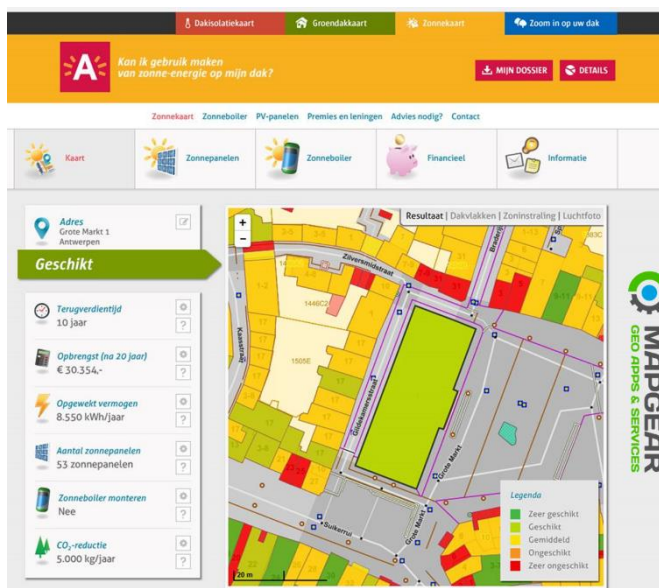 Dakisolatiekaart
Groendakkaart
Zonnekaart
Zoom in op uw dak
A
Kan ik gebruik maken
van zonne-energie op mijn dak?
MIJN DOSSIER
DETAILS
Zonnekaart Zonneboiler PV-panelen Premies en leningen Advies nodig? Contact
Kaart
Zonnepanelen
Zonneboiler
Financieel
Informatie
Adres
Grote Markt 1
Antwerpen
Geschikt
Terugverdientijd
10 jaar
?
Opbrengst (na 20 jaar)
€ 30.354,-
?
Opgewekt vermogen
8.550 kWh/jaar
?
Aantal zonnepanelen
53 zonnepanelen
?
Zonneboiler monteren
Nee
?
CO₂-reductie
5.000 kg/jaar
?
+
−
Resultaat | Dakvlakken | Zoninstraling | Luchtfoto
Zilversmidstraat
Kaasstraat
1505E
Gildekamersstraat
Grote Markt
Grote Markt
Suikerrui
20 m
Legenda
Zeer geschikt
Geschikt
Gemiddeld
Ongeschikt
Zeer ongeschikt
MAPGEAR
GEO APPS & SERVICES